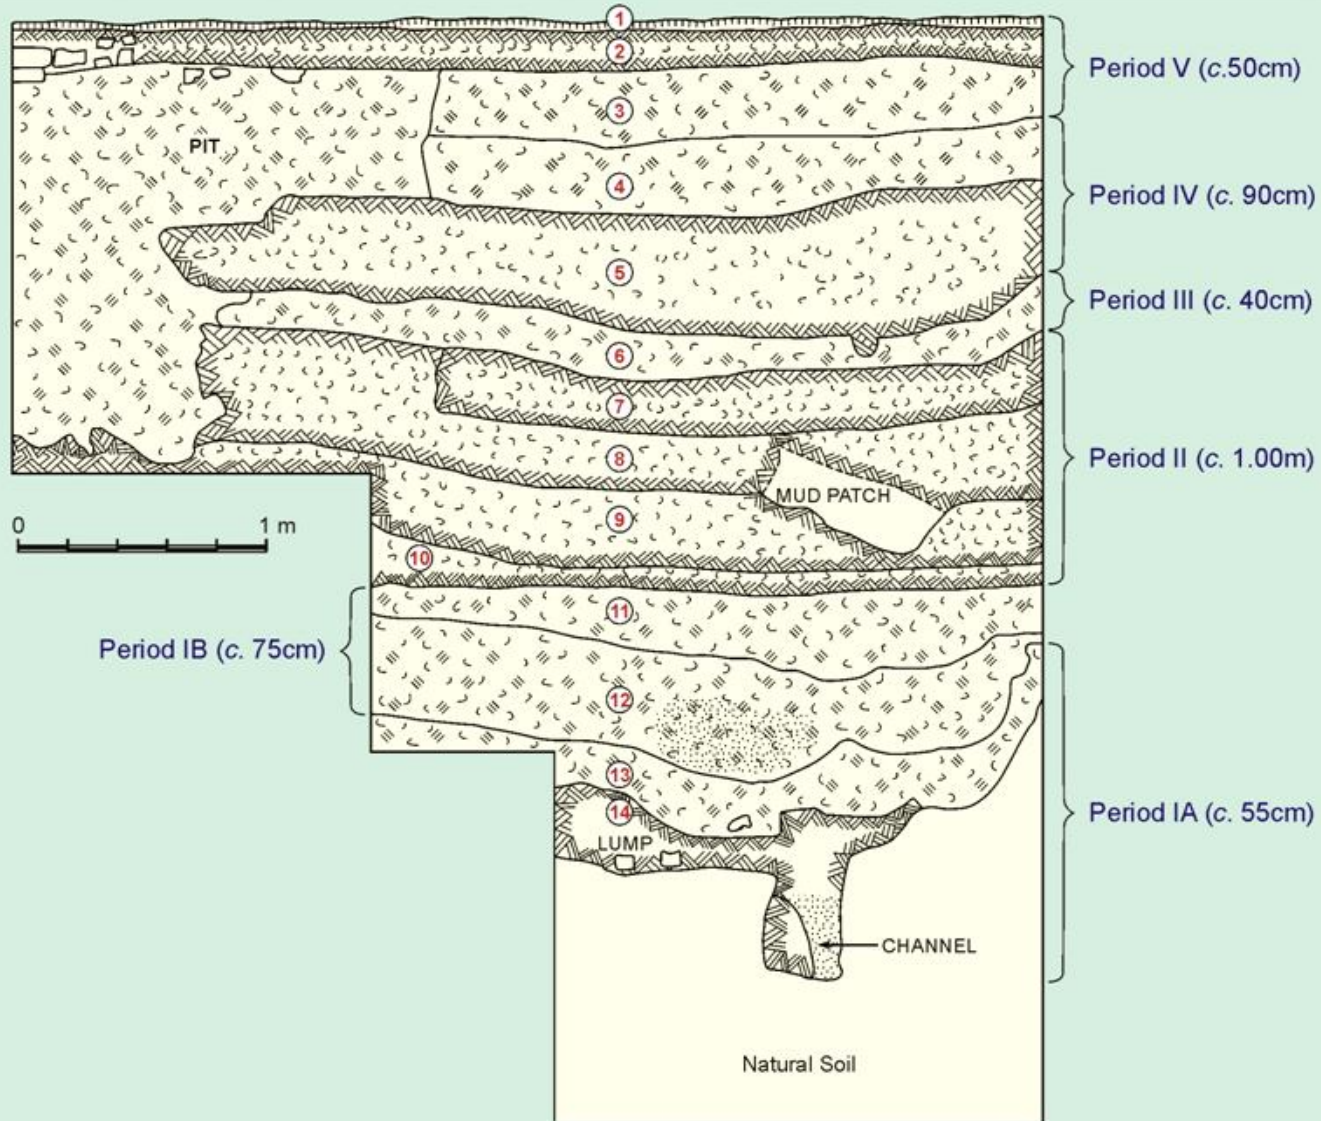 1
2
Period V (c.50cm)
3
PIT
4
Period IV (c. 90cm)
5
Period III (c. 40cm)
6
7
8
Period II (c. 1.00m)
MUD PATCH
9
0 1 m
10
11
Period IB (c. 75cm)
12
13
14
Period IA (c. 55cm)
LUMP
CHANNEL
Natural Soil